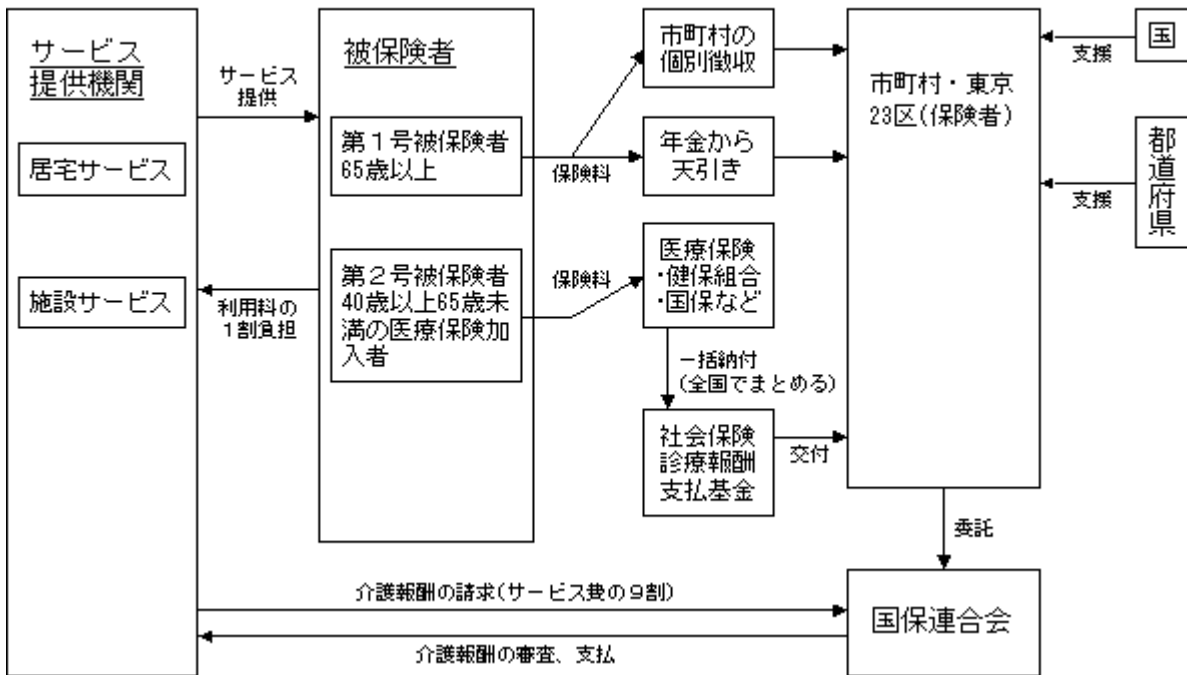 サービス
提供機関
居宅サービス
施設サービス
サービス
提供
利用料の
1割負担
被保険者
第1号被保険者
65歳以上
第2号被保険者
40歳以上65歳未
満の医療保険加
入者
保険料
保険料
市町村の
個別徴収
年金から
天引き
医療保険
・健保組合
・国保など
一括納付
(全国でまとめる)
社会保険
診療報酬
支払基金
交付
市町村・東京
23区(保険者)
支援
国
支援
都道府県
委託
国保連合会
介護報酬の請求(サービス費の9割)
介護報酬の審査、支払